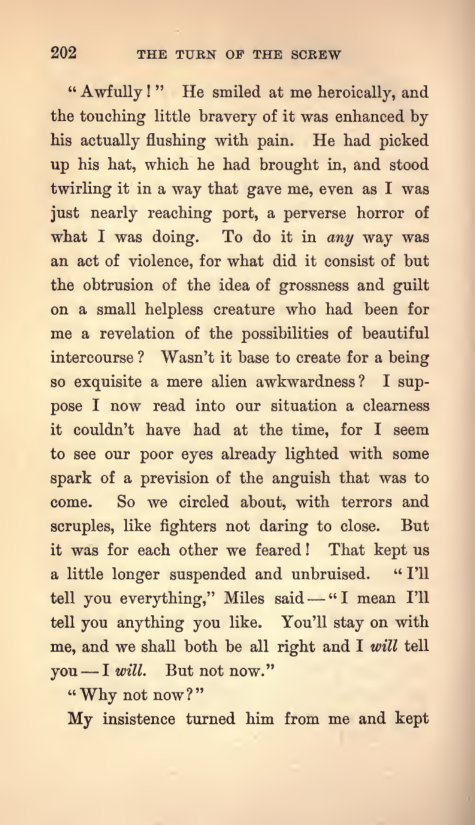 202 THE TURN OF THE SCREW
“Awfully!” He smiled at me heroically, and
the touching little bravery of it was enhanced by
his actually flushing with pain. He had picked
up his hat, which he had brought in, and stood
twirling it in a way that gave me, even as I was
just nearly reaching port, a perverse horror of
what I was doing. To do it in any way was
an act of violence, for what did it consist of but
the obtrusion of the idea of grossness and guilt
on a small helpless creature who had been for
me a revelation of the possibilities of beautiful
intercourse? Wasn’t it base to create for a being
so exquisite a mere alien awkwardness? I sup-
pose I now read into our situation a clearness
it couldn’t have had at the time, for I seem
to see our poor eyes already lighted with some
spark of a prevision of the anguish that was to
come. So we circled about, with terrors and
scruples, like fighters not daring to close. But
it was for each other we feared! That kept us
a little longer suspended and unbruised. “I’ll
tell you everything,” Miles said — “I mean I’ll
tell you anything you like. You’ll stay on with
me, and we shall both be all right and I will tell
you — I will. But not now.”
“Why not now?”
My insistence turned him from me and kept